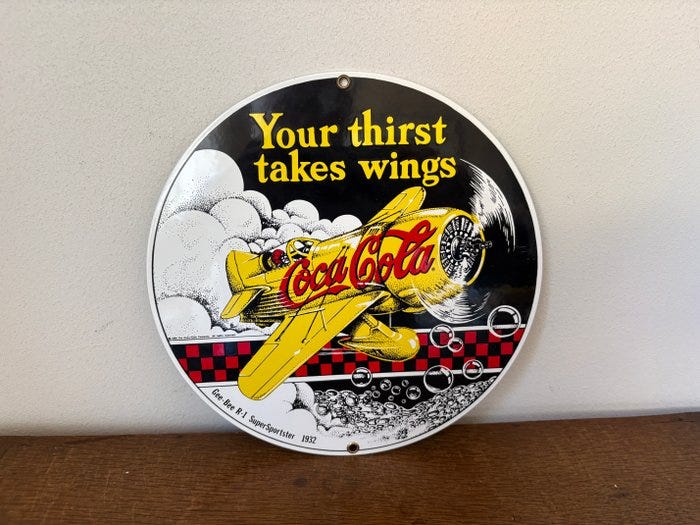 Your thirst
takes wings
Coca-Cola
Gee-Bee R-1 SuperSportster 1932